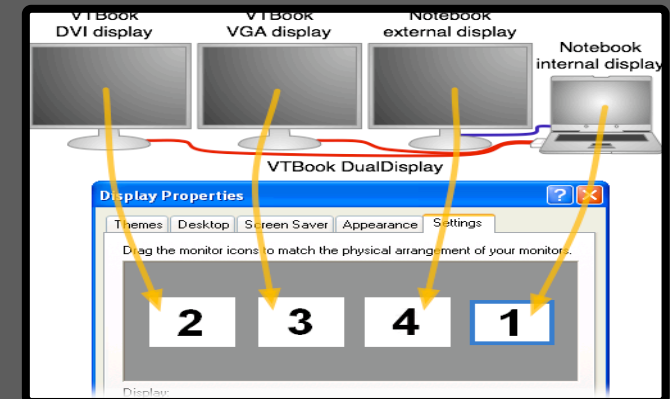 VTBook
DVI display
VTBook
VGA display
Notebook
external display
Notebook
internal display
VTBook DualDisplay
Display Properties
?
Themes
Desktop
Screen Saver
Appearance
Settings
Drag the monitor icons to match the physical arrangement of your monitors.
2
3
4
1
Display: